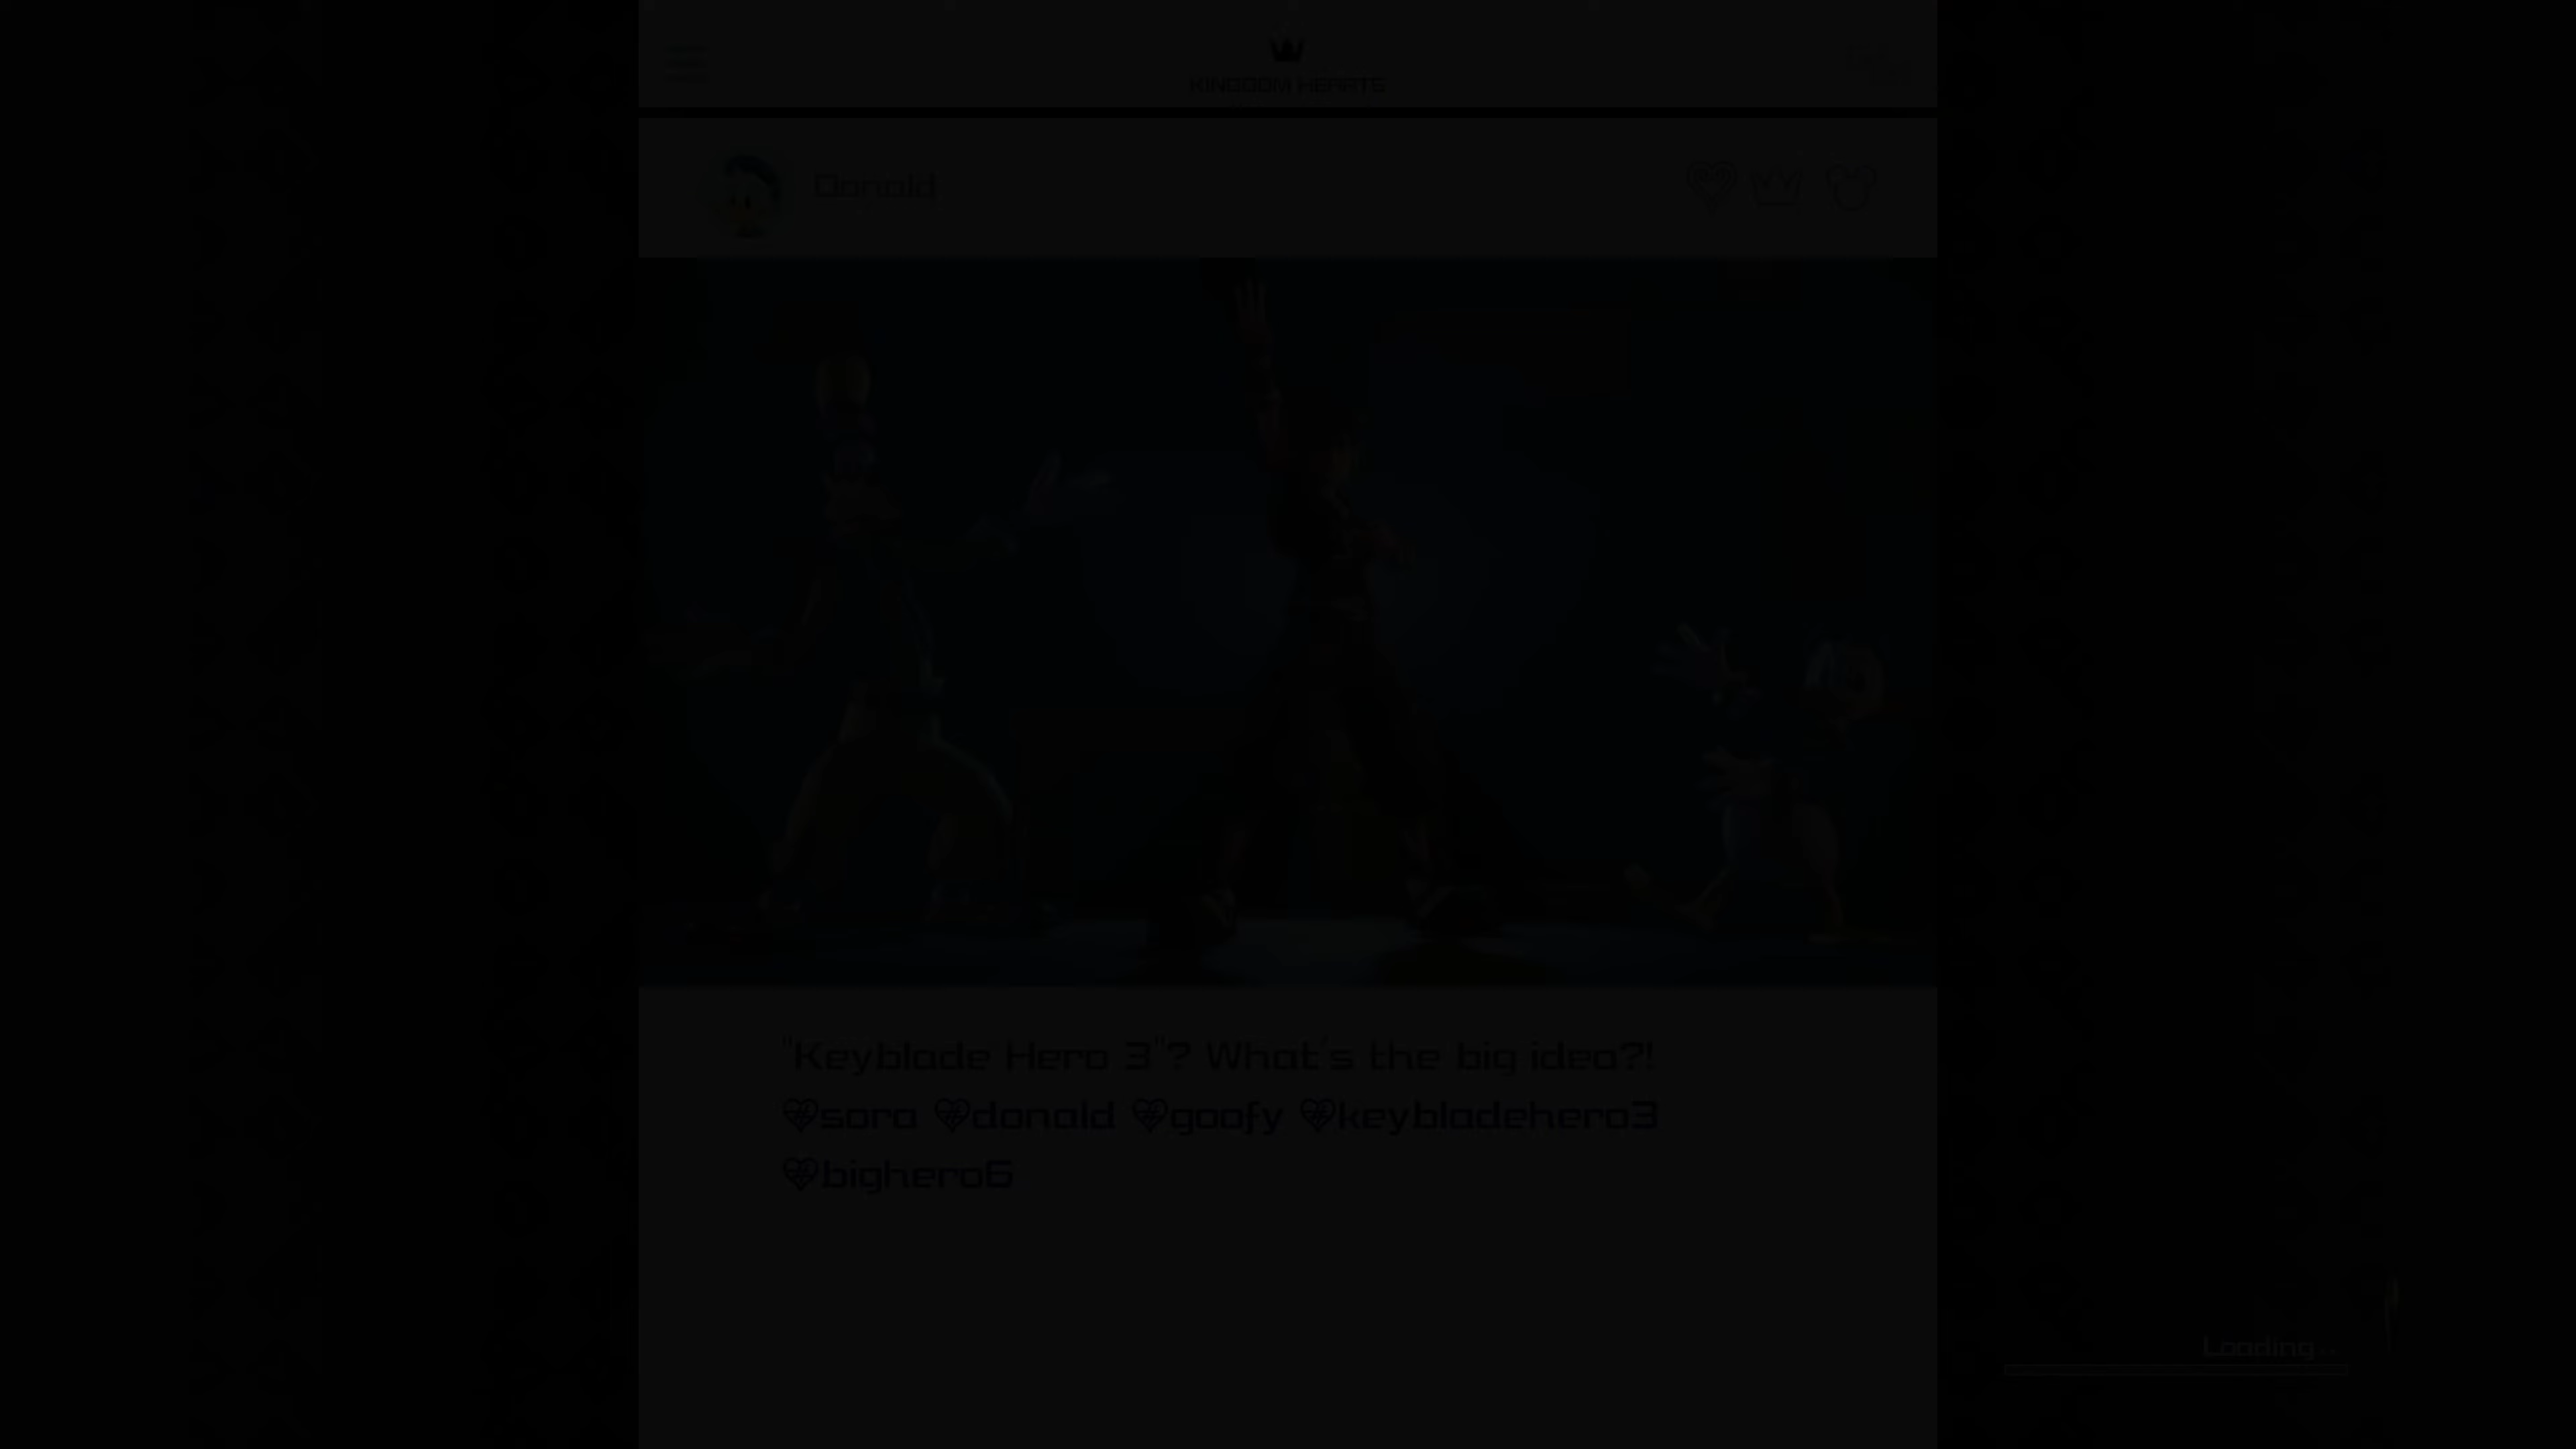 KINGDOM HEARTS
Donald
"Keyblade Hero 3"? What's the big idea?!
sora donald goofy keybladehero3
bighero6
Loading...